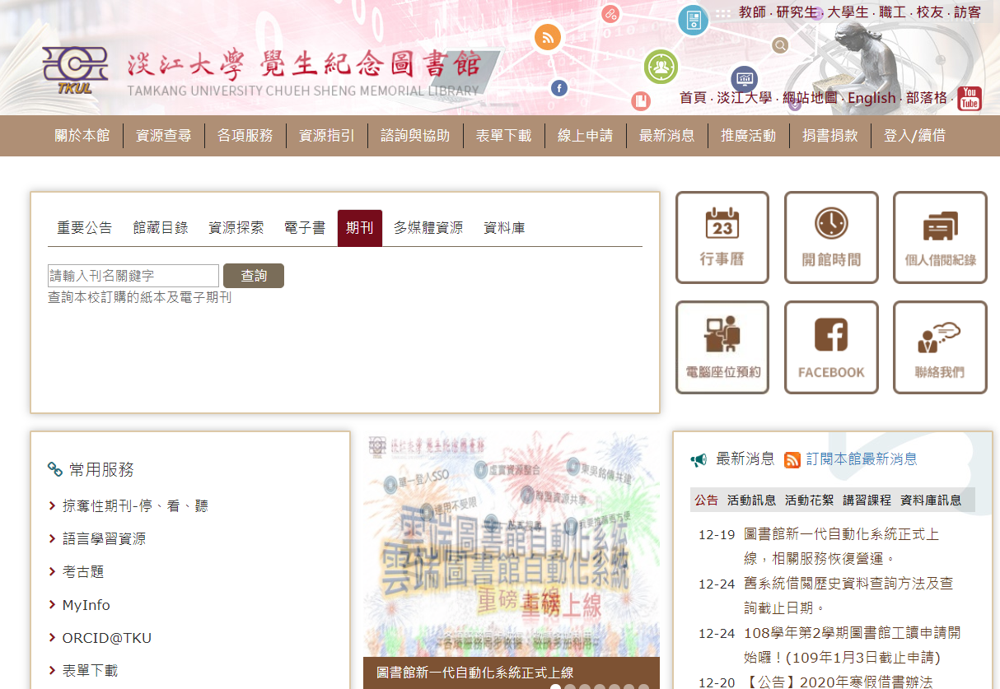 教師 · 研究生 · 大學生 · 職工 · 校友 · 訪客
淡江大學 覺生紀念圖書館
TKUL
TAMKANG UNIVERSITY CHUEH SHENG MEMORIAL LIBRARY
首頁 · 淡江大學 · 網站地圖 · English · 部落格 ·
You
Tube
關於本館 資源查尋 各項服務 資源指引 諮詢與協助 表單下載 線上申請 最新消息 推廣活動 捐書捐款 登入/續借
重要公告 館藏目錄 資源探索 電子書 期刊 多媒體資源 資料庫
請輸入刊名關鍵字 查詢
查詢本校訂購的紙本及電子期刊
23
行事曆 開館時間 個人借閱紀錄
電腦座位預約 FACEBOOK 聯絡我們
常用服務
掠奪性期刊-停、看、聽
語言學習資源
考古題
MyInfo
ORCID@TKU
表單下載
淡江大學 覺生紀念圖書館
單一登入SSO
虛實資源整合
東吳銘傳共建
聯盟資源共享
運用不受限
我要推薦更方便
雲端圖書館自動化系統
雲端圖書館自動化系統
重磅
重磅上線
圖書館新一代自動化系統正式上線
最新消息 訂閱本館最新消息
公告 活動訊息 活動花絮 講習課程 資料庫訊息
12-19 圖書館新一代自動化系統正式上
線，相關服務恢復營運。
12-24 舊系統借閱歷史資料查詢方法及查
詢截止日期。
12-24 108學年第2學期圖書館工讀申請開
始囉！(109年1月3日截止申請)
12-20 【公告】2020年寒假借書辦法